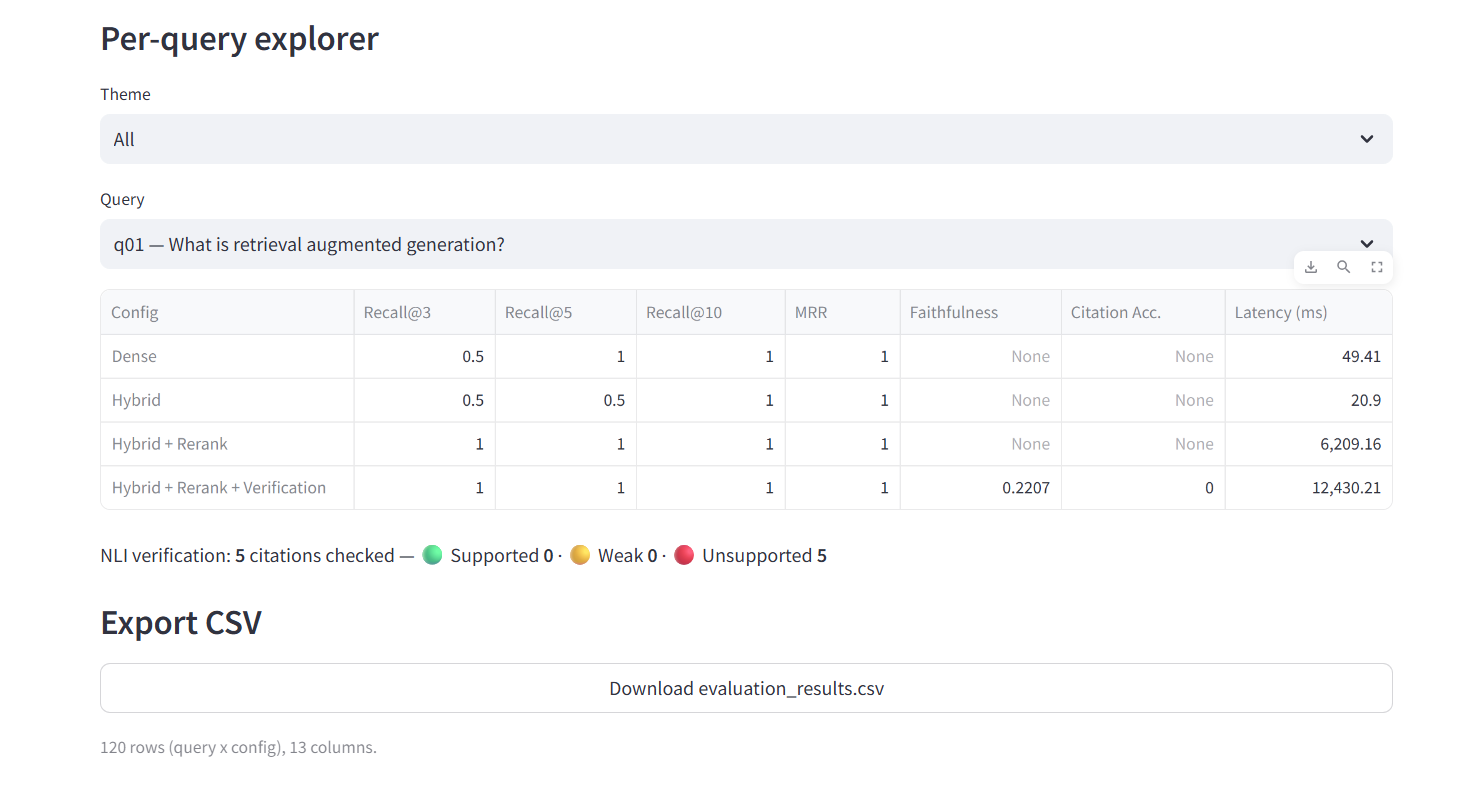 Per-query explorer
Theme
All
Query
q01 — What is retrieval augmented generation?
Config Recall@3 Recall@5 Recall@10 MRR Faithfulness Citation Acc. Latency (ms)
Dense 0.5 1 1 1 None None 49.41
Hybrid 0.5 0.5 1 1 None None 20.9
Hybrid + Rerank 1 1 1 1 None None 6,209.16
Hybrid + Rerank + Verification 1 1 1 1 0.2207 0 12,430.21
NLI verification: 5 citations checked — Supported 0 · Weak 0 · Unsupported 5
Export CSV
Download evaluation_results.csv
120 rows (query x config), 13 columns.